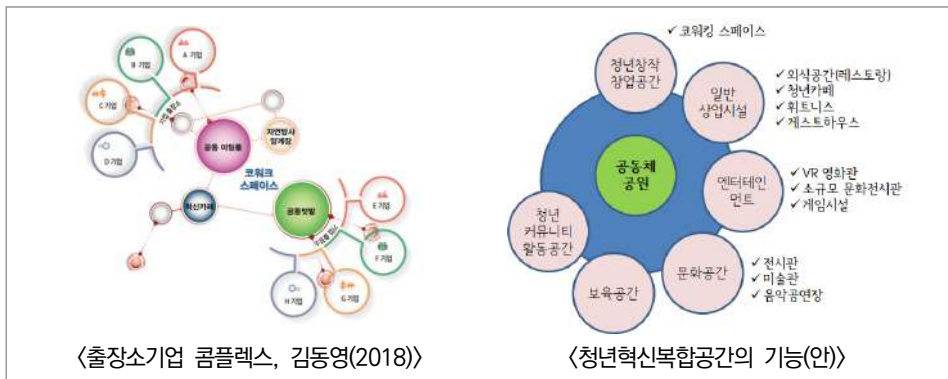 A 기업
B 기업
C 기업
D 기업
공동 미팅룸
자연방사
닭계장
코워크
스페이스
혁신카페
공동텃밭
E 기업
F 기업
G 기업
H 기업
〈출장소기업 콤플렉스, 김동영(2018)〉
✓ 코워킹 스페이스
청년창작
창업공간
일반
상업시설
✓ 외식공간(레스토랑)
✓ 청년카페
✓ 휘트니스
✓ 게스트하우스
공동체
공원
엔터테인
먼트
✓ VR 영화관
✓ 소규모 문화전시관
✓ 게임시설
청년
커뮤니티
활동공간
보육공간
문화공간
✓ 전시관
✓ 미술관
✓ 음악공연장
〈청년혁신복합공간의 기능(안)〉